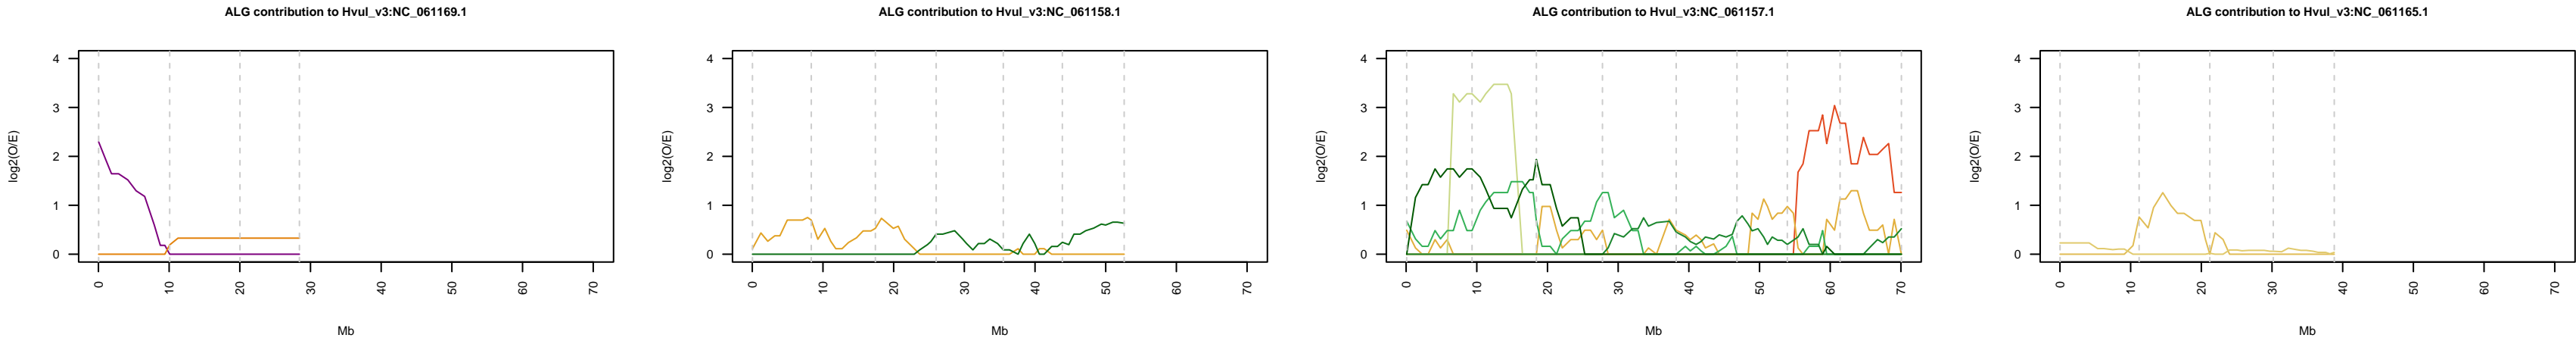 ALG contribution to Hvul_v3:NC_061169.1
4
3
2
1
0
log2(O/E)
0 10 20 30 40 50 60 70
Mb
ALG contribution to Hvul_v3:NC_061158.1
4
3
2
1
0
log2(O/E)
0 10 20 30 40 50 60 70
Mb
ALG contribution to Hvul_v3:NC_061157.1
4
3
2
1
0
log2(O/E)
0 10 20 30 40 50 60 70
Mb
ALG contribution to Hvul_v3:NC_061165.1
4
3
2
1
0
log2(O/E)
0 10 20 30 40 50 60 70
Mb